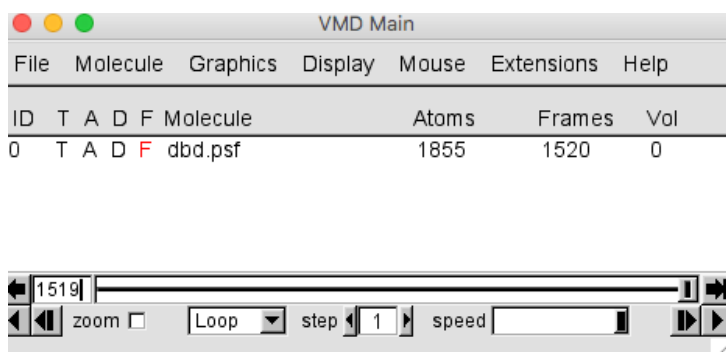 VMD Main
File Molecule Graphics Display Mouse Extensions Help
ID T A D F Molecule Atoms Frames Vol
0 T A D F dbd.psf 1855 1520 0
1519
zoom Loop step 1 speed